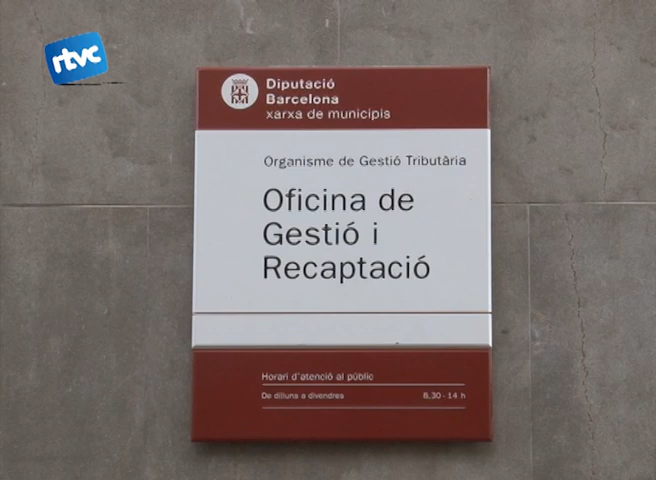 rtvc
Diputació
Barcelona
xarxa de municipis
Organisme de Gestió Tributària
Oficina de
Gestió i
Recaptació
Horari d'atenció al públic
De dilluns a divendres 8,30 - 14 h